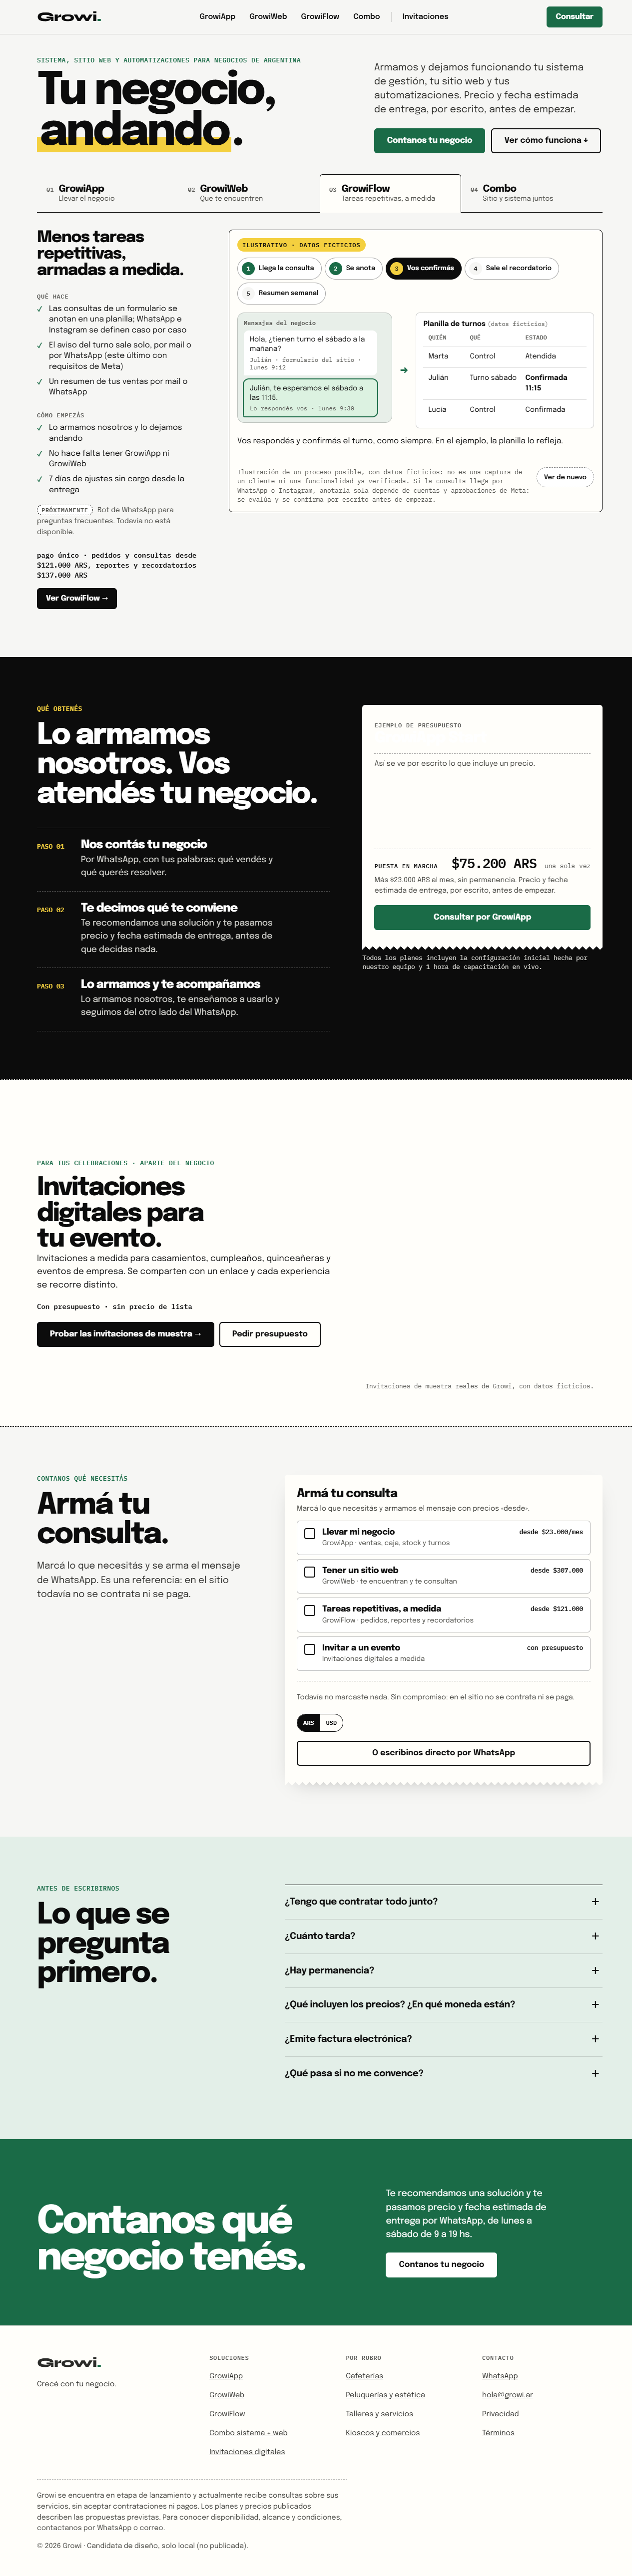 Growi.
GrowiApp
GrowiWeb
GrowiFlow
Combo
Invitaciones
Consultar
SISTEMA, SITIO WEB Y AUTOMATIZACIONES PARA NEGOCIOS DE ARGENTINA
Tu negocio,
andando.
Armamos y dejamos funcionando tu sistema
de gestión, tu sitio web y tus
automatizaciones. Precio y fecha estimada
de entrega, por escrito, antes de empezar.
Contanos tu negocio
Ver cómo funciona ↓
01 GrowiApp
Llevar el negocio
02 GrowiWeb
Que te encuentren
03 GrowiFlow
Tareas repetitivas, a medida
04 Combo
Sitio y sistema juntos
Menos tareas
repetitivas,
armadas a medida.
QUÉ HACE
✓ Las consultas de un formulario se
anotan en una planilla; WhatsApp e
Instagram se definen caso por caso
✓ El aviso del turno sale solo, por mail o
por WhatsApp (este último con
requisitos de Meta)
✓ Un resumen de tus ventas por mail o
WhatsApp
CÓMO EMPEZÁS
✓ Lo armamos nosotros y lo dejamos
andando
✓ No hace falta tener GrowiApp ni
GrowiWeb
✓ 7 días de ajustes sin cargo desde la
entrega
PRÓXIMAMENTE Bot de WhatsApp para
preguntas frecuentes. Todavía no está
disponible.
pago único · pedidos y consultas desde
$121.000 ARS, reportes y recordatorios
$137.000 ARS
Ver GrowiFlow →
ILUSTRATIVO · DATOS FICTICIOS
1 Llega la consulta
2 Se anota
3 Vos confirmás
4 Sale el recordatorio
5 Resumen semanal
Mensajes del negocio
Hola, ¿tienen turno el sábado a la
mañana?
Julián · formulario del sitio ·
lunes 9:12
Julián, te esperamos el sábado a
las 11:15.
Lo respondés vos · lunes 9:38
➜
Planilla de turnos (datos ficticios)
QUIÉN QUÉ ESTADO
Marta Control Atendida
Julián Turno sábado Confirmada
11:15
Lucía Control Confirmada
Vos respondés y confirmás el turno, como siempre. En el ejemplo, la planilla lo refleja.
Ilustración de un proceso posible, con datos ficticios: no es una captura de
un cliente ni una funcionalidad ya verificada. Si la consulta llega por
WhatsApp o Instagram, anotarla sola depende de cuentas y aprobaciones de Meta:
se evalúa y se confirma por escrito antes de empezar.
Ver de nuevo
QUÉ OBTENÉS
Lo armamos
nosotros. Vos
atendés tu negocio.
PASO 01 Nos contás tu negocio
Por WhatsApp, con tus palabras: qué vendés y
qué querés resolver.
PASO 02 Te decimos qué te conviene
Te recomendamos una solución y te pasamos
precio y fecha estimada de entrega, antes de
que decidas nada.
PASO 03 Lo armamos y te acompañamos
Lo armamos nosotros, te enseñamos a usarlo y
seguimos del otro lado del WhatsApp.
EJEMPLO DE PRESUPUESTO
Así se ve por escrito lo que incluye un precio.
PUESTA EN MARCHA $75.200 ARS una sola vez
Más $23.000 ARS al mes, sin permanencia. Precio y fecha
estimada de entrega, por escrito, antes de empezar.
Consultar por GrowiApp
Todos los planes incluyen la configuración inicial hecha por
nuestro equipo y 1 hora de capacitación en vivo.
PARA TUS CELEBRACIONES · APARTE DEL NEGOCIO
Invitaciones
digitales para
tu evento.
Invitaciones a medida para casamientos, cumpleaños, quinceañeras y
eventos de empresa. Se comparten con un enlace y cada experiencia
se recorre distinto.
Con presupuesto · sin precio de lista
Probar las invitaciones de muestra →
Pedir presupuesto
Invitaciones de muestra reales de Growi, con datos ficticios.
CONTANOS QUÉ NECESITÁS
Armá tu
consulta.
Marcá lo que necesitás y se arma el mensaje
de WhatsApp. Es una referencia: en el sitio
todavía no se contrata ni se paga.
Armá tu consulta
Marcá lo que necesitás y armamos el mensaje con precios «desde».
Llevar mi negocio desde $23.000/mes
GrowiApp · ventas, caja, stock y turnos
Tener un sitio web desde $307.000
GrowiWeb · te encuentran y te consultan
Tareas repetitivas, a medida desde $121.000
GrowiFlow · pedidos, reportes y recordatorios
Invitar a un evento con presupuesto
Invitaciones digitales a medida
Todavía no marcaste nada. Sin compromiso: en el sitio no se contrata ni se paga.
ARS USD
O escribinos directo por WhatsApp
ANTES DE ESCRIBIRNOS
Lo que se
pregunta
primero.
¿Tengo que contratar todo junto? +
¿Cuánto tarda? +
¿Hay permanencia? +
¿Qué incluyen los precios? ¿En qué moneda están? +
¿Emite factura electrónica? +
¿Qué pasa si no me convence? +
Contanos qué
negocio tenés.
Te recomendamos una solución y te
pasamos precio y fecha estimada de
entrega por WhatsApp, de lunes a
sábado de 9 a 19 hs.
Contanos tu negocio
Growi.
Crecé con tu negocio.
SOLUCIONES
GrowiApp
GrowiWeb
GrowiFlow
Combo sistema + web
Invitaciones digitales
POR RUBRO
Cafeterías
Peluquerías y estética
Talleres y servicios
Kioscos y comercios
CONTACTO
WhatsApp
hola@growi.ar
Privacidad
Términos
Growi se encuentra en etapa de lanzamiento y actualmente recibe consultas sobre sus
servicios, sin aceptar contrataciones ni pagos. Los planes y precios publicados
describen las propuestas previstas. Para conocer disponibilidad, alcance y condiciones,
contactanos por WhatsApp o correo.
© 2026 Growi · Candidata de diseño, solo local (no publicada).